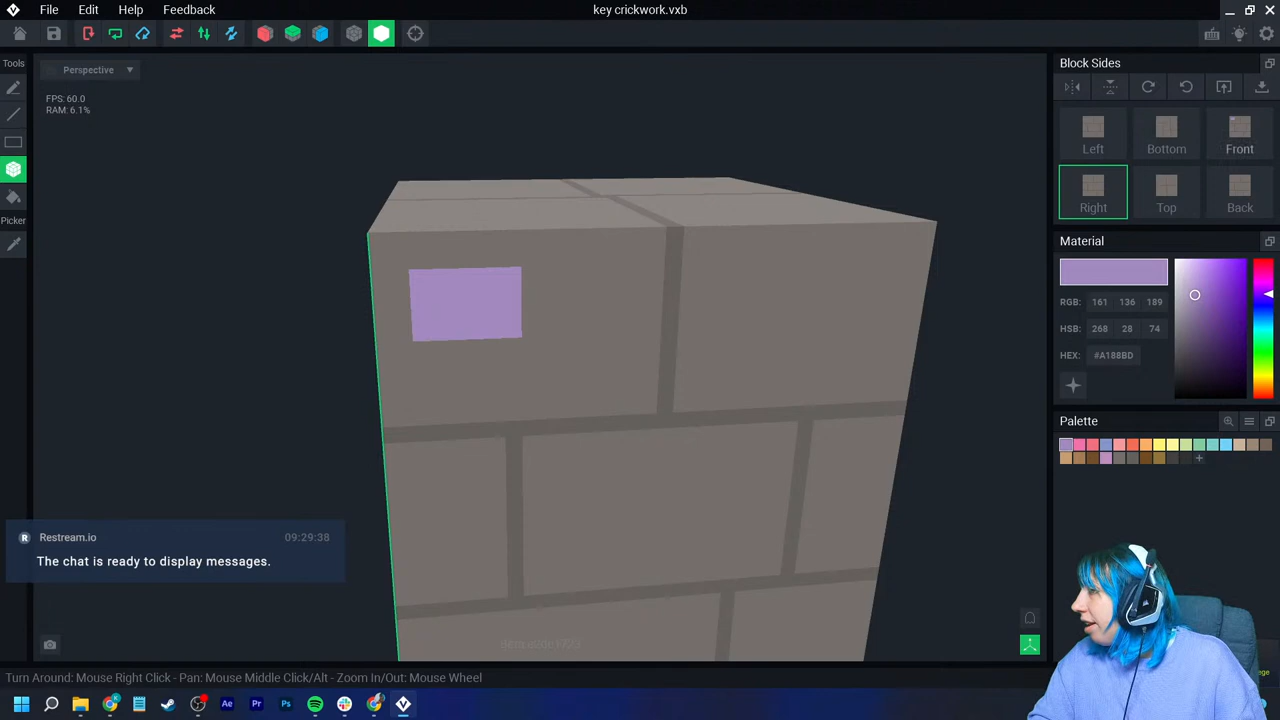 File Edit Help Feedback
key crickwork.vxb
Tools
Perspective
FPS: 60.0
RAM: 6.1%
Picker
Block Sides
Left Bottom Front
Right Top Back
Material
RGB: 161 136 189
HSB: 268 28 74
HEX: #A188BD
Palette
R Restream.io 09:29:38
The chat is ready to display messages.
Turn Around: Mouse Right Click - Pan: Mouse Middle Click/Alt - Zoom In/Out: Mouse Wheel
Ae Pr Ps